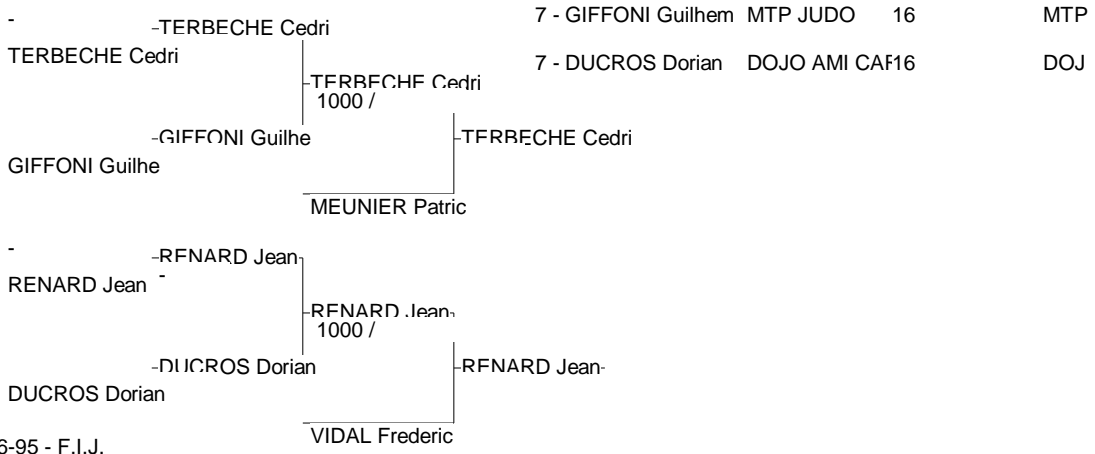 -
-TERBECHE Cedri
7 - GIFFONI Guilhem MTP JUDO 16 MTP
TERBECHE Cedri
7 - DUCROS Dorian DOJO AMI CAF16 DOJ
-TERBECHE Cedri
1000 /
-GIFFONI Guilhe
-TERBECHE Cedri
GIFFONI Guilhe
MEUNIER Patric
-
-RENARD Jean
RENARD Jean -
-RENARD Jean
1000 /
-DUCROS Dorian
-RENARD Jean-
DUCROS Dorian
VIDAL Frederic
6-95 - F.I.J.